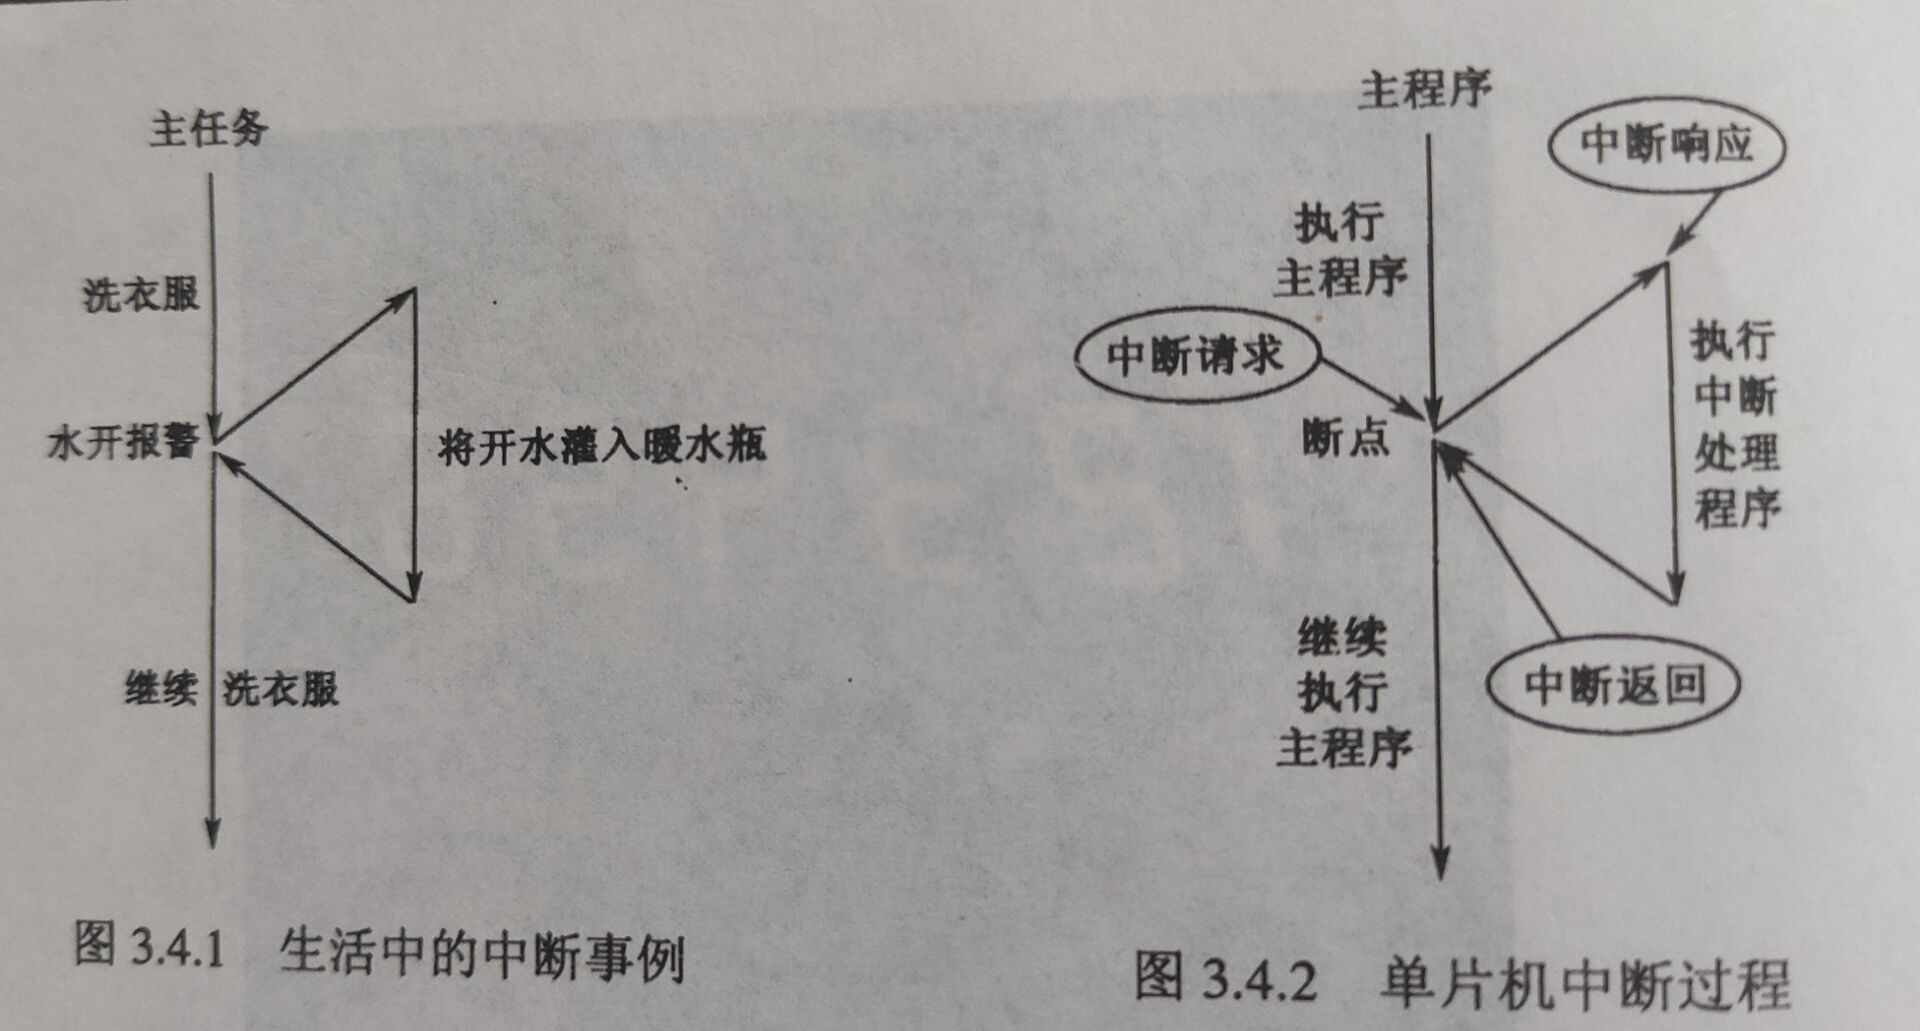 主任务
洗衣服
水开报警
将开水灌入暖水瓶
继续 洗衣服
图 3.4.1 生活中的中断事例
主程序
中断响应
执行
主程序
中断请求
断点
执行
中断
处理
程序
继续
执行
主程序
中断返回
图 3.4.2 单片机中断过程